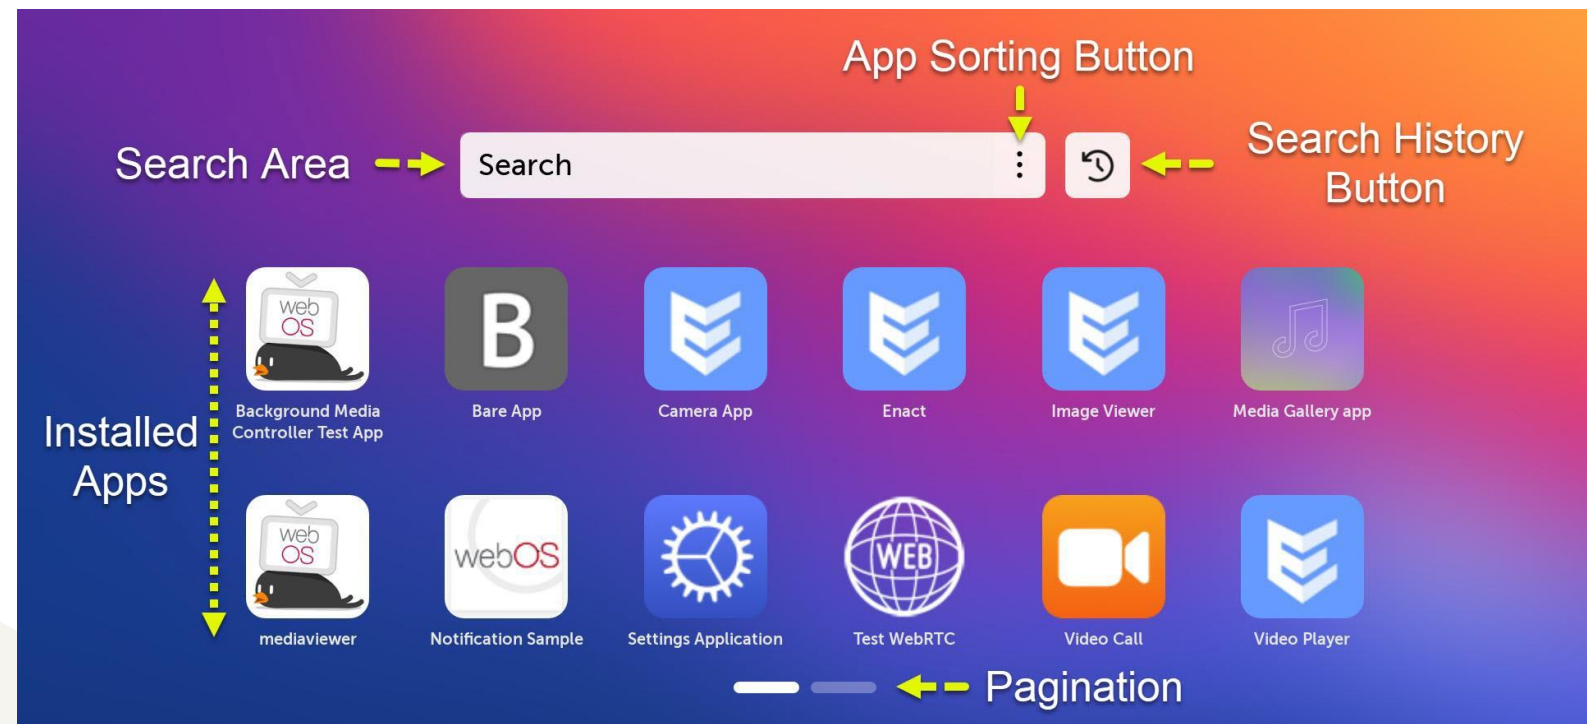 App Sorting Button
Search Area
Search
Search History
Button
web
OS
B
Background Media
Controller Test App
Bare App
Camera App
Enact
Image Viewer
Media Gallery app
Installed
Apps
web
OS
webOS
WEB
mediaviewer
Notification Sample
Settings Application
Test WebRTC
Video Call
Video Player
Pagination